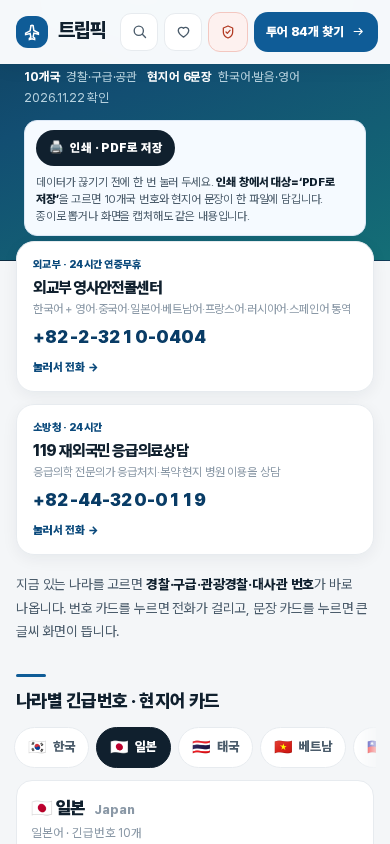 트립픽
투어 84개 찾기 →
10개국 경찰·구급·공관 현지어 6문장 한국어·발음·영어
2026.11.22 확인
인쇄 · PDF로 저장
데이터가 끊기기 전에 한 번 눌러 두세요. 인쇄 창에서 대상='PDF로
저장'을 고르면 10개국 번호와 현지어 문장이 한 파일에 담깁니다.
종이로 뽑거나 화면을 캡처해도 같은 내용입니다.
외교부 · 24시간 연중무휴
외교부 영사안전콜센터
한국어 + 영어·중국어·일본어·베트남어·프랑스어·러시아어·스페인어 통역
+82-2-3210-0404
눌러서 전화 →
소방청 · 24시간
119 재외국민 응급의료상담
응급의학 전문의가 응급처치·복약·현지 병원 이용을 상담
+82-44-320-0119
눌러서 전화 →
지금 있는 나라를 고르면 경찰·구급·관광경찰·대사관 번호가 바로
나옵니다. 번호 카드를 누르면 전화가 걸리고, 문장 카드를 누르면 큰
글씨 화면이 뜹니다.
나라별 긴급번호 · 현지어 카드
한국 일본 태국 베트남
일본 Japan
일본어 · 긴급번호 10개